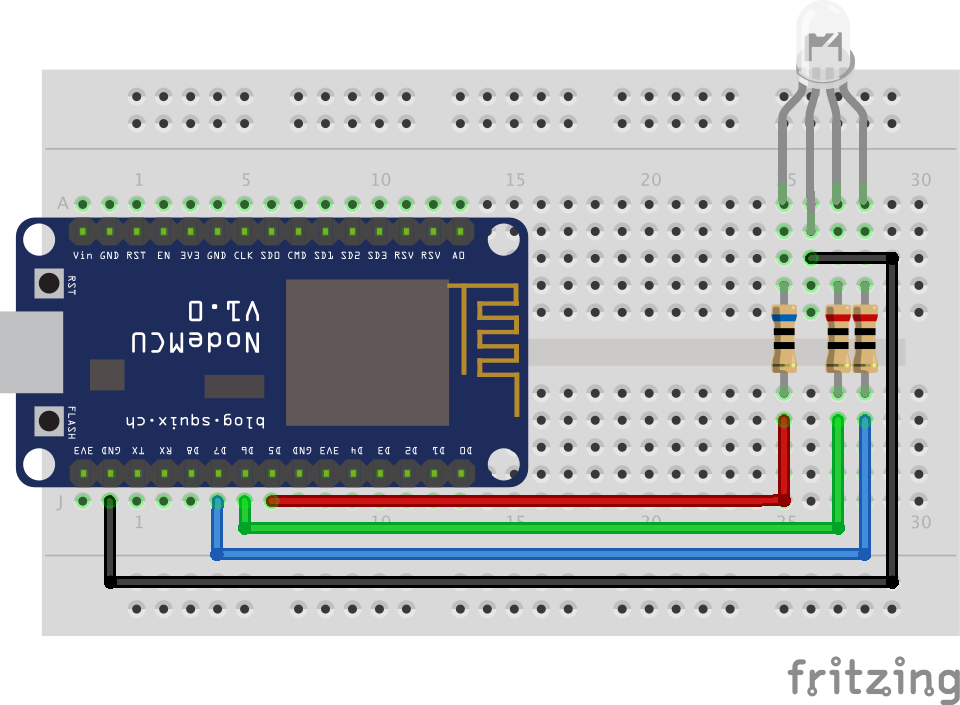 1 5 10 15 20 25 30
A
Vin GND RST EN 3V3 GND CLK SD0 CMD SD1 SD2 SD3 RSV RSV A0
RST
V1.0
NodeMCU
blog.squix.ch
FLASH
3V3 GND TX RX D8 D7 D6 D5 GND 3V3 D4 D3 D2 D1 D0
J
1 10 15 20 25 30
fritzing